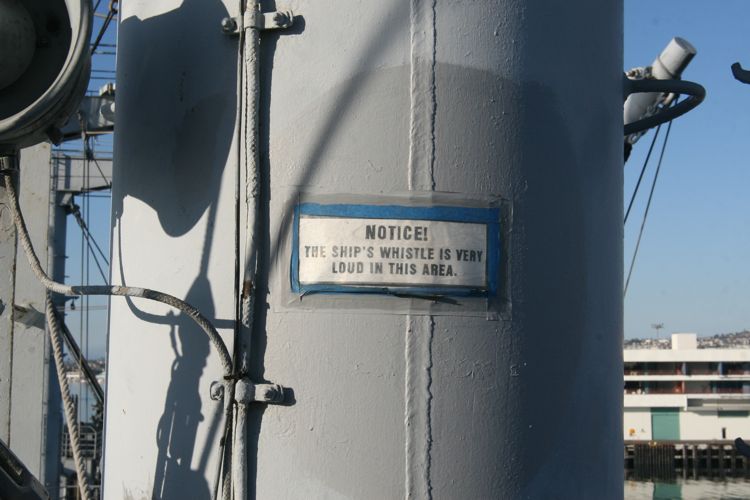 NOTICE!
THE SHIP'S WHISTLE IS VERY
LOUD IN THIS AREA.